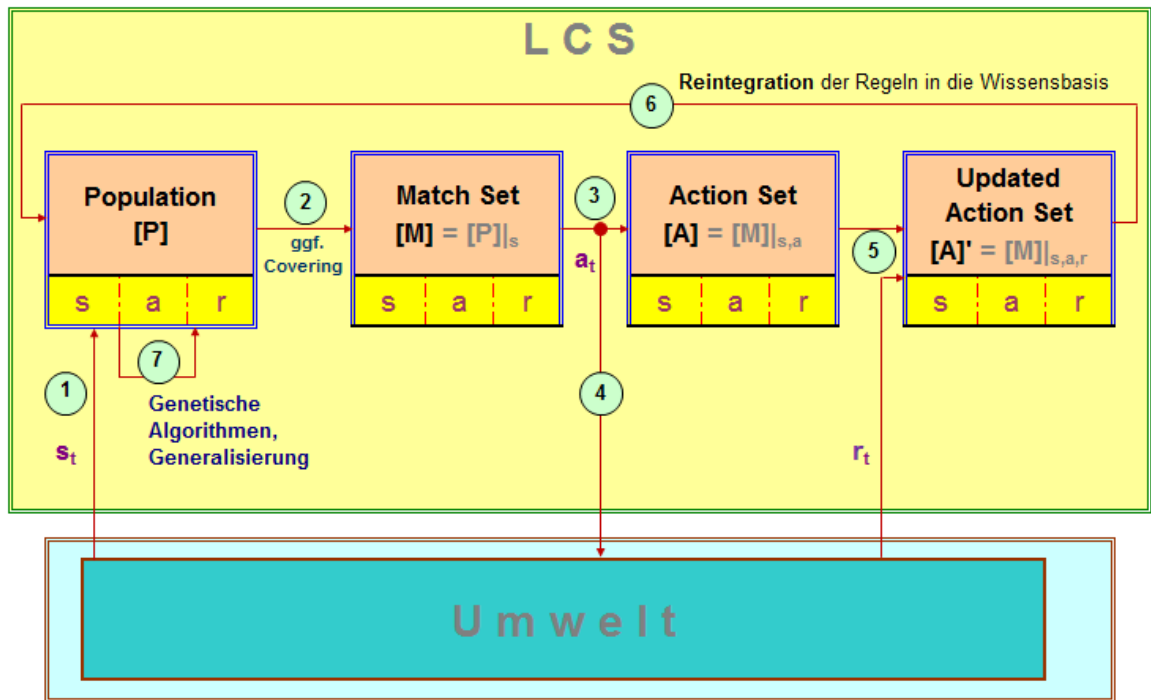 L C S
Reintegration der Regeln in die Wissensbasis
6
Population
[P]
s a r
2
ggf.
Covering
Match Set
[M] = [P]|s
s a r
3
at
Action Set
[A] = [M]|s,a
s a r
5
Updated
Action Set
[A]' = [M]|s,a,r
s a r
1
st
7
Genetische
Algorithmen,
Generalisierung
4
rt
U m w e l t